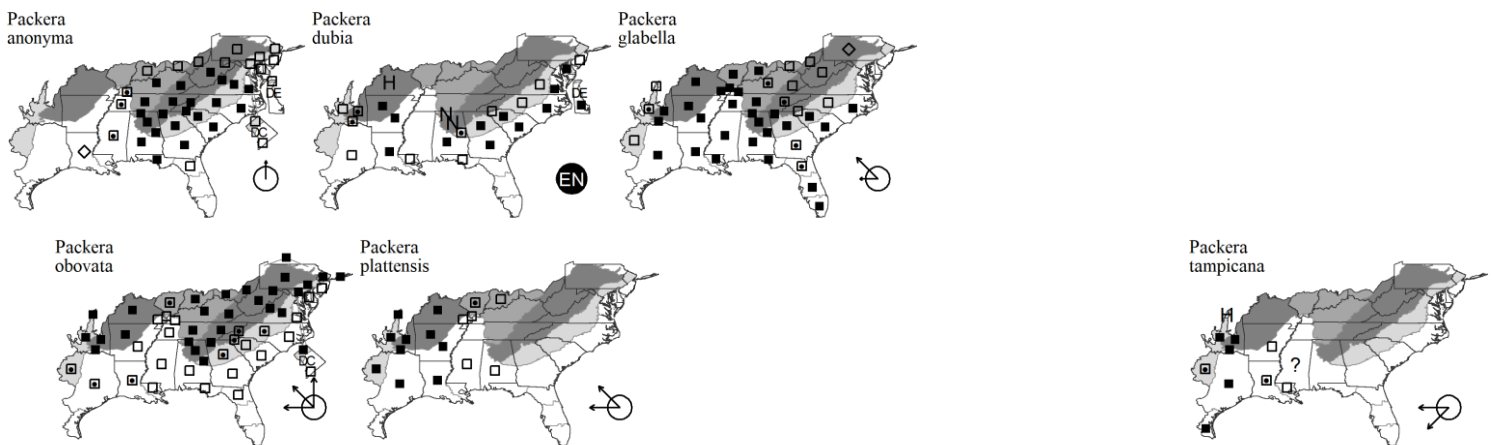 Packera
anonyma
DE
DC
Packera
dubia
H
N
N
DE
EN
Packera
glabella
Packera
obovata
DC
Packera
plattensis
Packera
tampicana
H
?